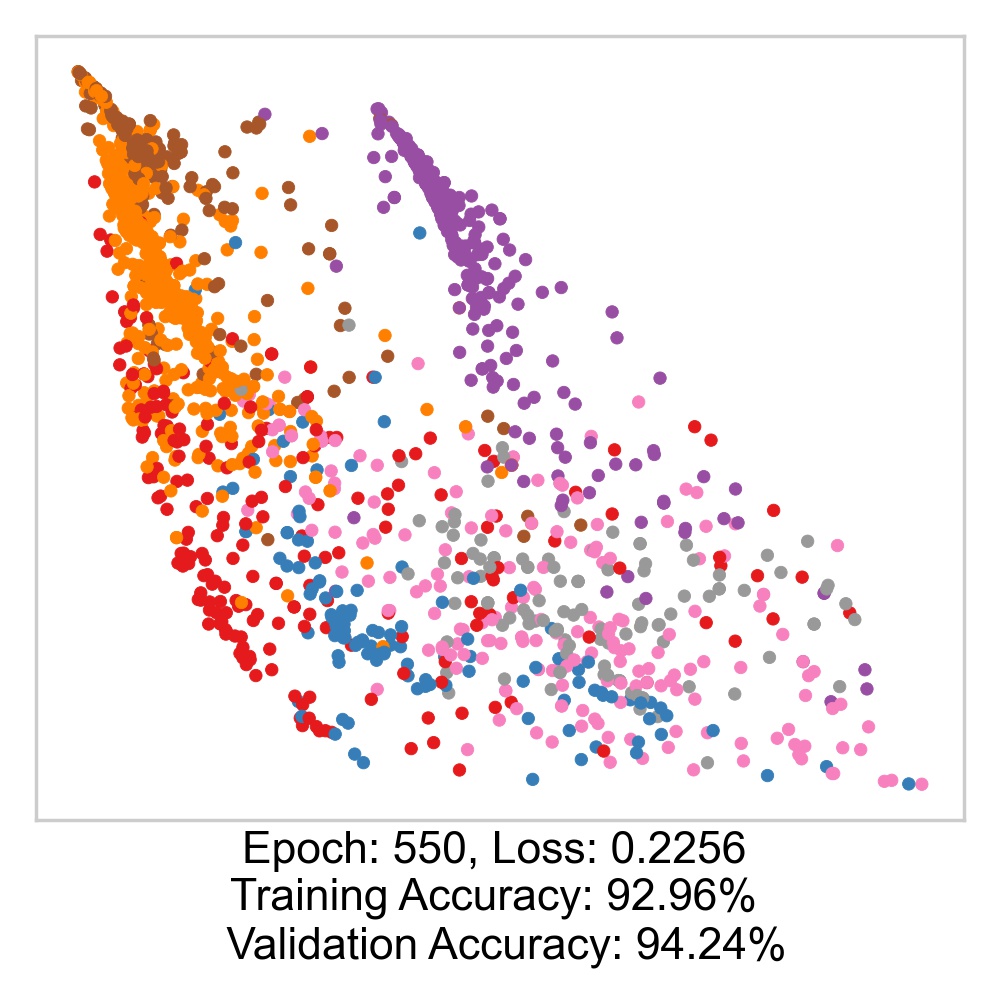 Epoch: 550, Loss: 0.2256
Training Accuracy: 92.96%
Validation Accuracy: 94.24%